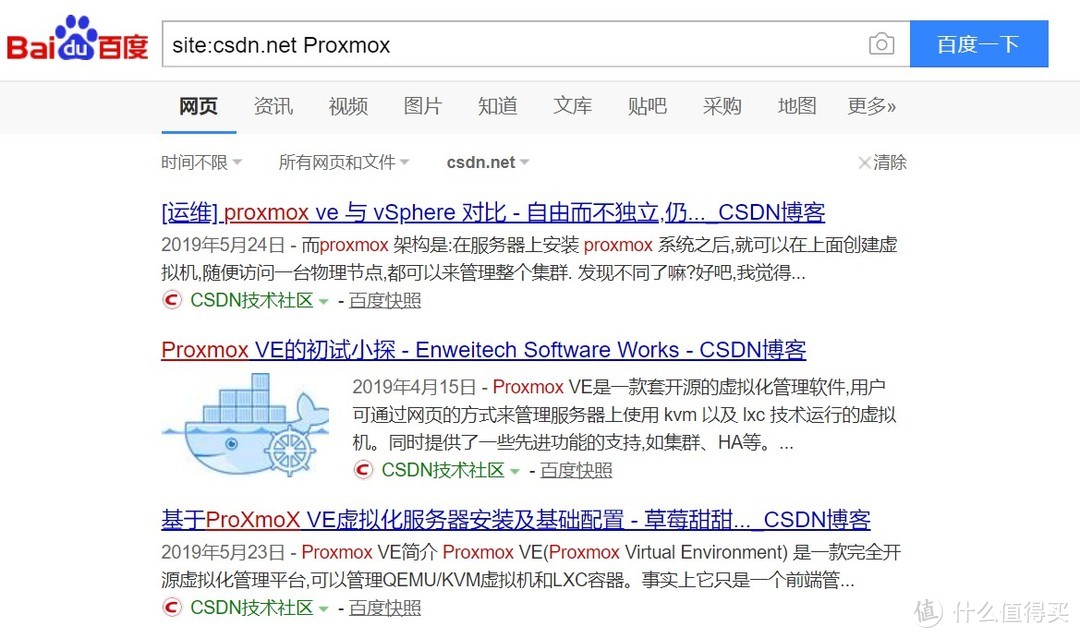 Bai du 百度
site:csdn.net Proxmox
百度一下
网页 资讯 视频 图片 知道 文库 贴吧 采购 地图 更多»
时间不限 所有网页和文件 csdn.net ×清除
[运维] proxmox ve 与 vSphere 对比 - 自由而不独立,仍..._CSDN博客
2019年5月24日 - 而proxmox 架构是:在服务器上安装 proxmox 系统之后,就可以在上面创建虚
拟机,随便访问一台物理节点,都可以来管理整个集群. 发现不同了嘛?好吧,我觉得...
CSDN技术社区 - 百度快照
Proxmox VE的初试小探 - Enweitech Software Works - CSDN博客
2019年4月15日 - Proxmox VE是一款套开源的虚拟化管理软件,用户
可通过网页的方式来管理服务器上使用 kvm 以及 lxc 技术运行的虚拟
机。同时提供了一些先进功能的支持,如集群、HA等。...
CSDN技术社区 - 百度快照
基于ProXmoX VE虚拟化服务器安装及基础配置 - 草莓甜甜..._CSDN博客
2019年5月23日 - Proxmox VE简介 Proxmox VE(Proxmox Virtual Environment) 是一款完全开
源虚拟化管理平台,可以管理QEMU/KVM虚拟机和LXC容器。事实上它只是一个前端管...
CSDN技术社区 - 百度快照
值 什么值得买